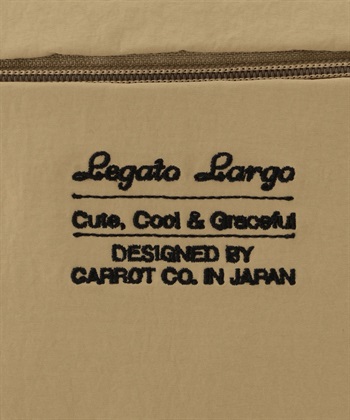 Legato Largo
Cute, Cool & Graceful
DESIGNED BY
CARROT CO. IN JAPAN